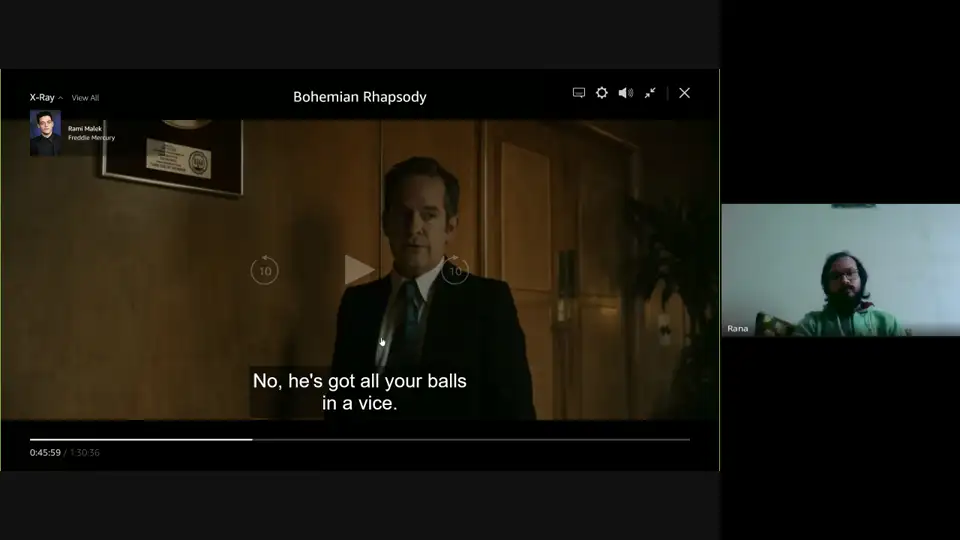 X-Ray View All
Bohemian Rhapsody
Rami Malek
Freddie Mercury
10
10
No, he's got all your balls
in a vice.
0:45:59 / 1:30:36
Rana